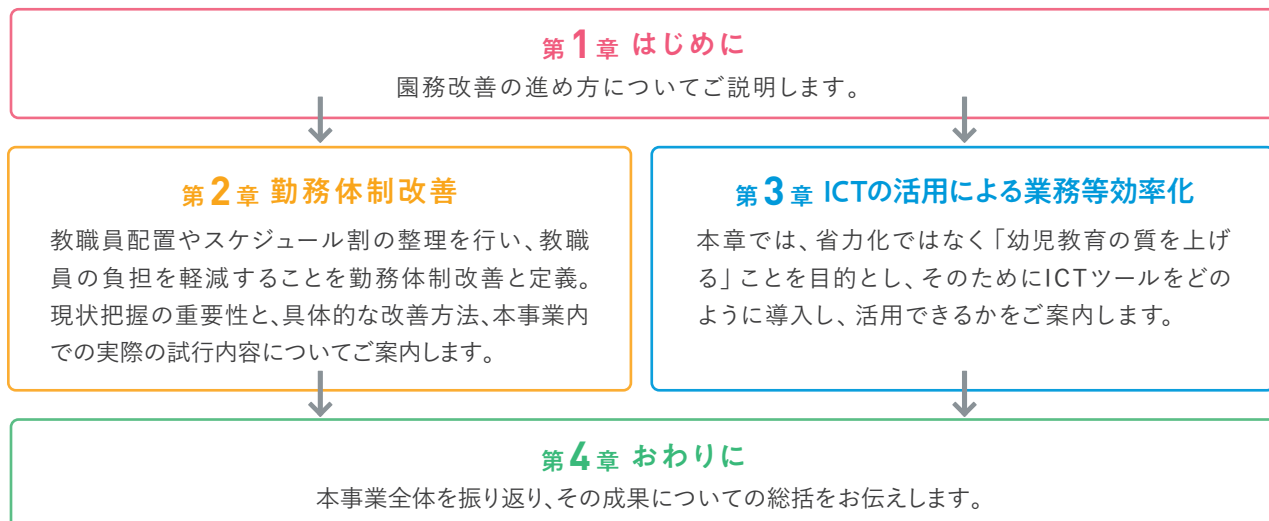 第1章 はじめに
園務改善の進め方についてご説明します。
第2章 勤務体制改善
教職員配置やスケジュール割の整理を行い、教職
員の負担を軽減することを勤務体制改善と定義。
現状把握の重要性と、具体的な改善方法、本事業内
での実際の試行内容についてご案内します。
第3章 ICTの活用による業務等効率化
本章では、省力化ではなく「幼児教育の質を上げ
る」ことを目的とし、そのためにICTツールをどの
ように導入し、活用できるかをご案内します。
第4章 おわりに
本事業全体を振り返り、その成果についての総括をお伝えします。